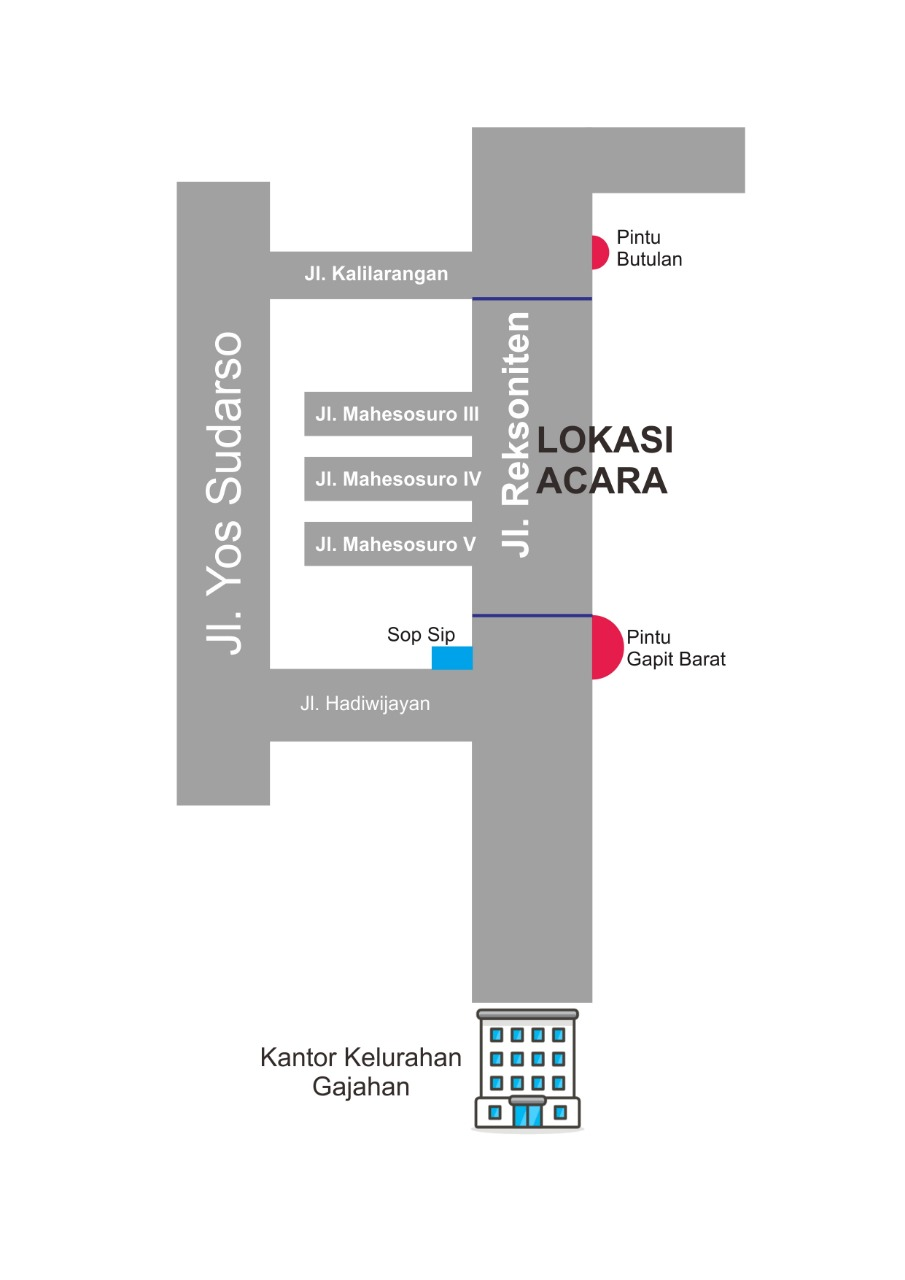 Pintu
Butulan
Jl. Kalilarangan
Jl. Yos Sudarso
Jl. Reksoniten
Jl. Mahesosuro III
LOKASI
ACARA
Jl. Mahesosuro IV
Jl. Mahesosuro V
Sop Sip
Pintu
Gapit Barat
Jl. Hadiwijayan
Kantor Kelurahan
Gajahan